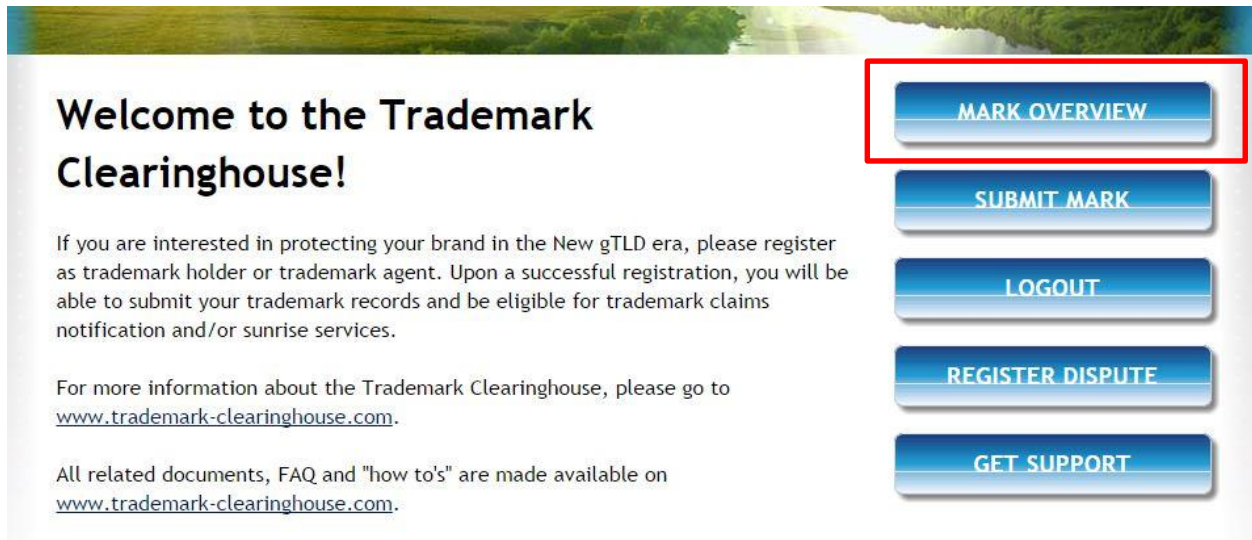 Welcome to the Trademark
Clearinghouse!
If you are interested in protecting your brand in the New gTLD era, please register
as trademark holder or trademark agent. Upon a successful registration, you will be
able to submit your trademark records and be eligible for trademark claims
notification and/or sunrise services.
For more information about the Trademark Clearinghouse, please go to
www.trademark-clearinghouse.com.
All related documents, FAQ and "how to's" are made available on
www.trademark-clearinghouse.com.
MARK OVERVIEW
SUBMIT MARK
LOGOUT
REGISTER DISPUTE
GET SUPPORT